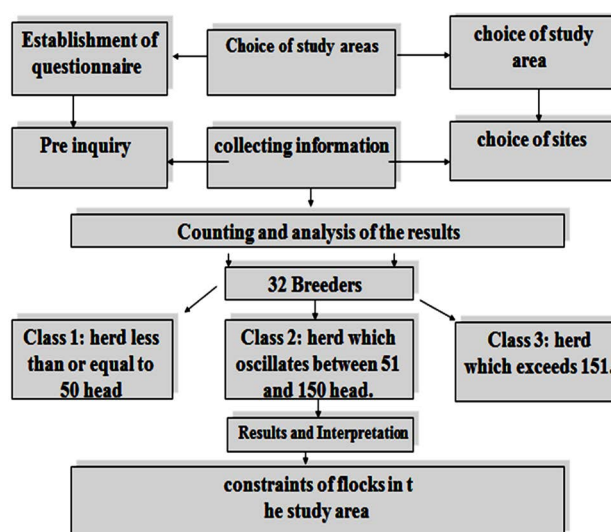 Establishment of
questionnaire
Choice of study areas
choice of study
area
Pre inquiry
collecting information
choice of sites
Counting and analysis of the results
32 Breeders
Class 1: herd less
than or equal to
50 head
Class 2: herd which
oscillates between 51
and 150 head.
Class 3: herd
which exceeds 151.
Results and Interpretation
constraints of flocks in t
he study area